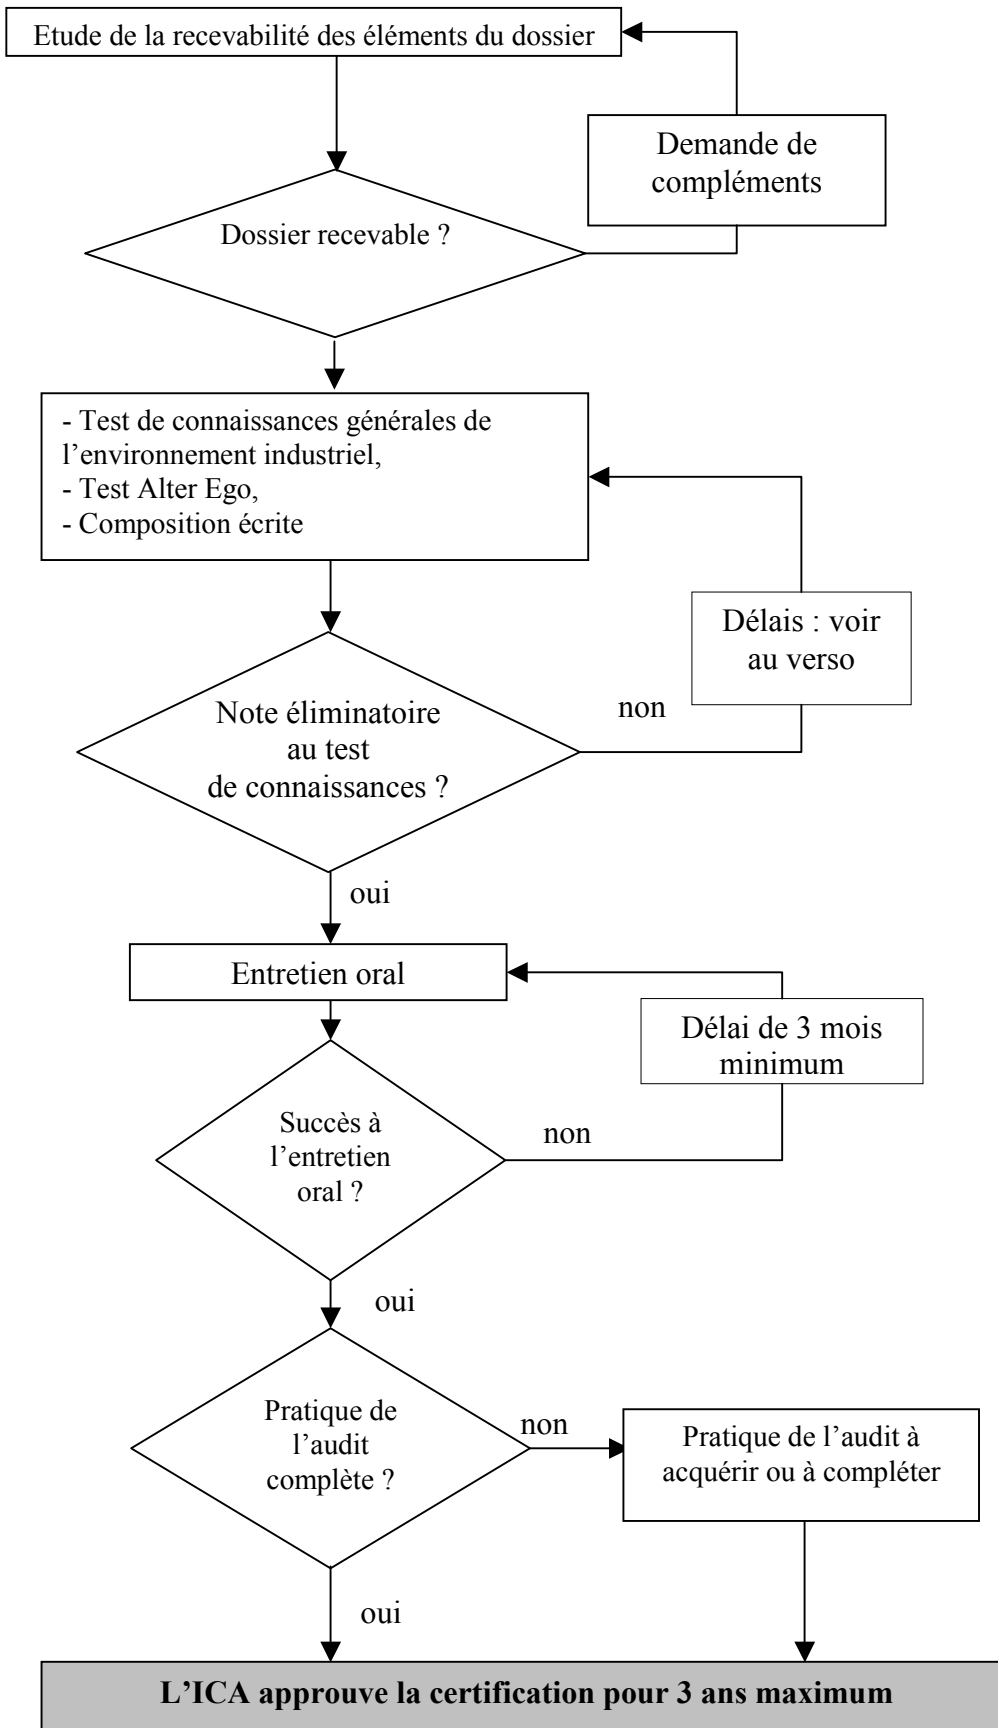 Etude de la recevabilité des éléments du dossier
Demande de
compléments
Dossier recevable ?
- Test de connaissances générales de
l’environnement industriel,
- Test Alter Ego,
- Composition écrite
Délais : voir
au verso
Note éliminatoire
au test
de connaissances ?
non
oui
Entretien oral
Délai de 3 mois
minimum
Succès à
l’entretien
oral ?
non
oui
Pratique de
l’audit
complète ?
non
Pratique de l’audit à
acquérir ou à compléter
oui
L’ICA approuve la certification pour 3 ans maximum